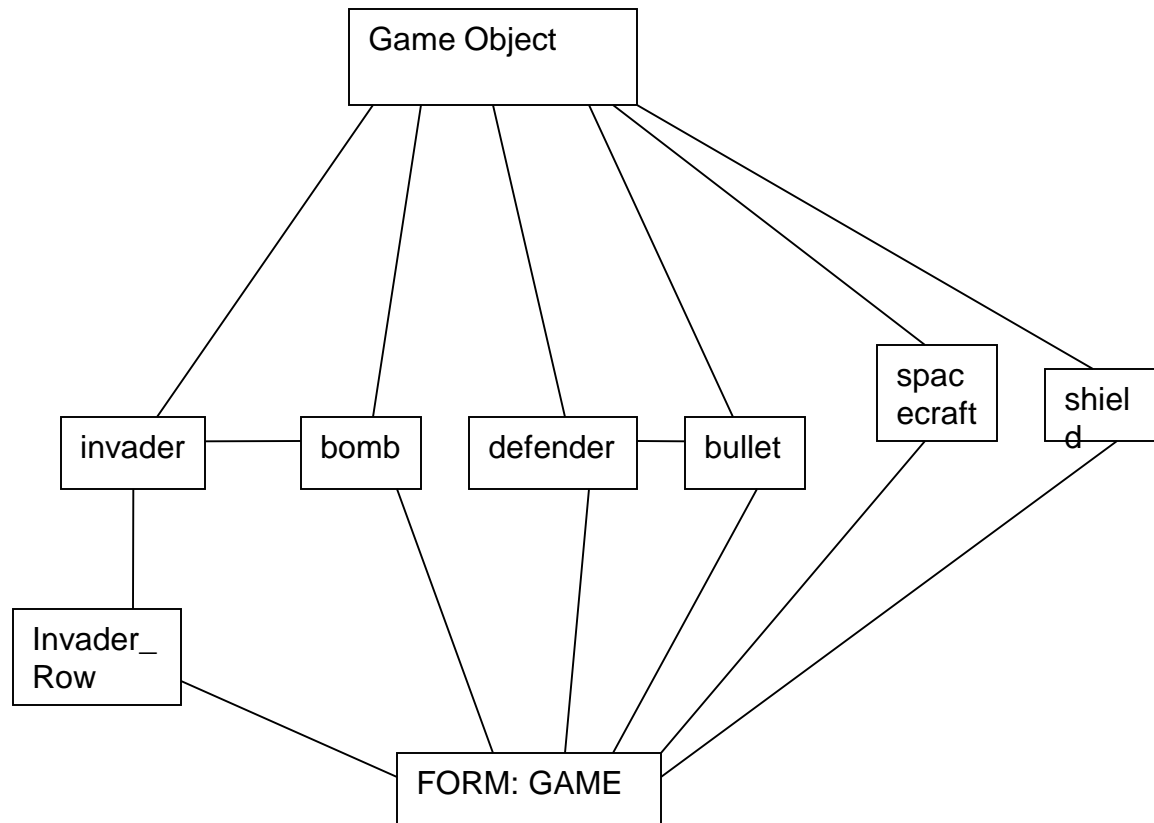 Game Object
spac
ecraft
shiel
d
invader
bomb
defender
bullet
Invader_
Row
FORM: GAME